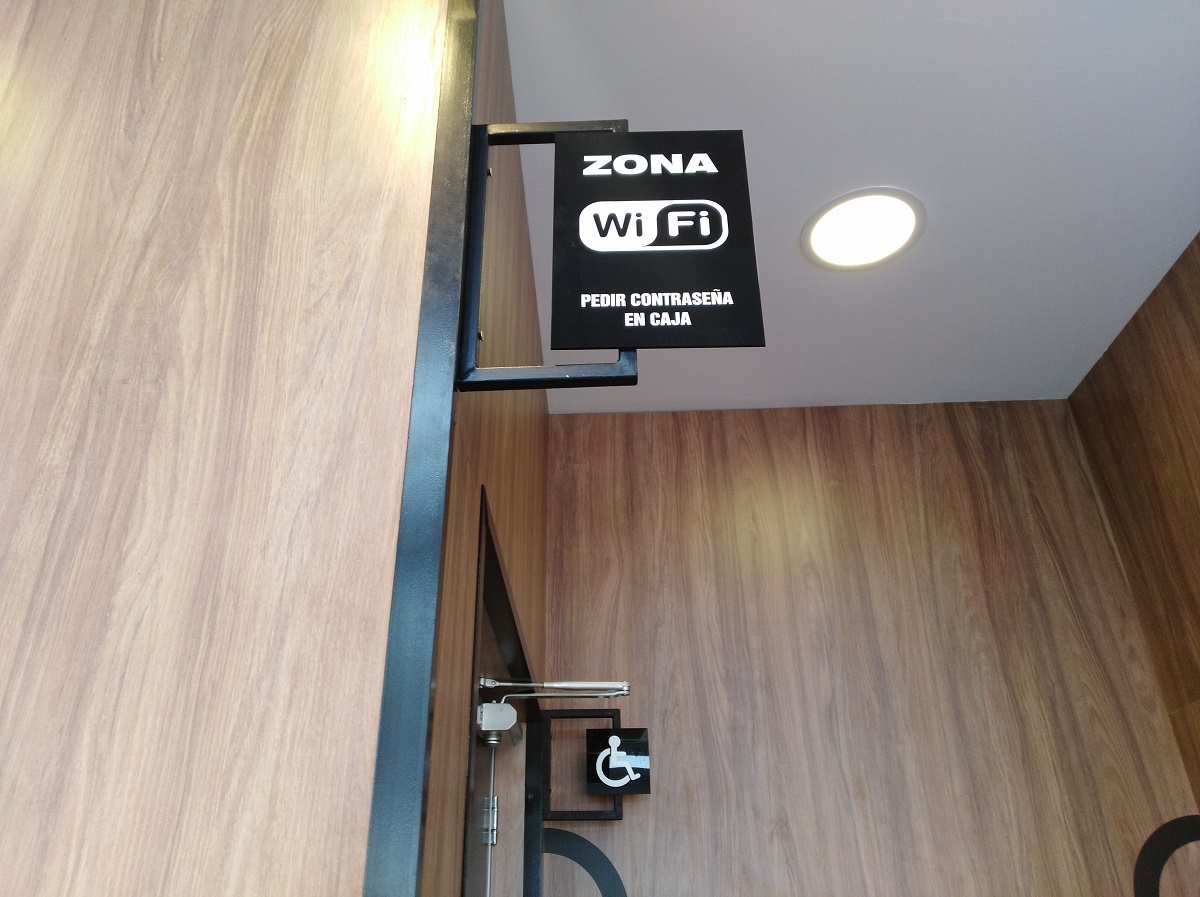 ZONA
WiFi
PEDIR CONTRASEÑA
EN CAJA